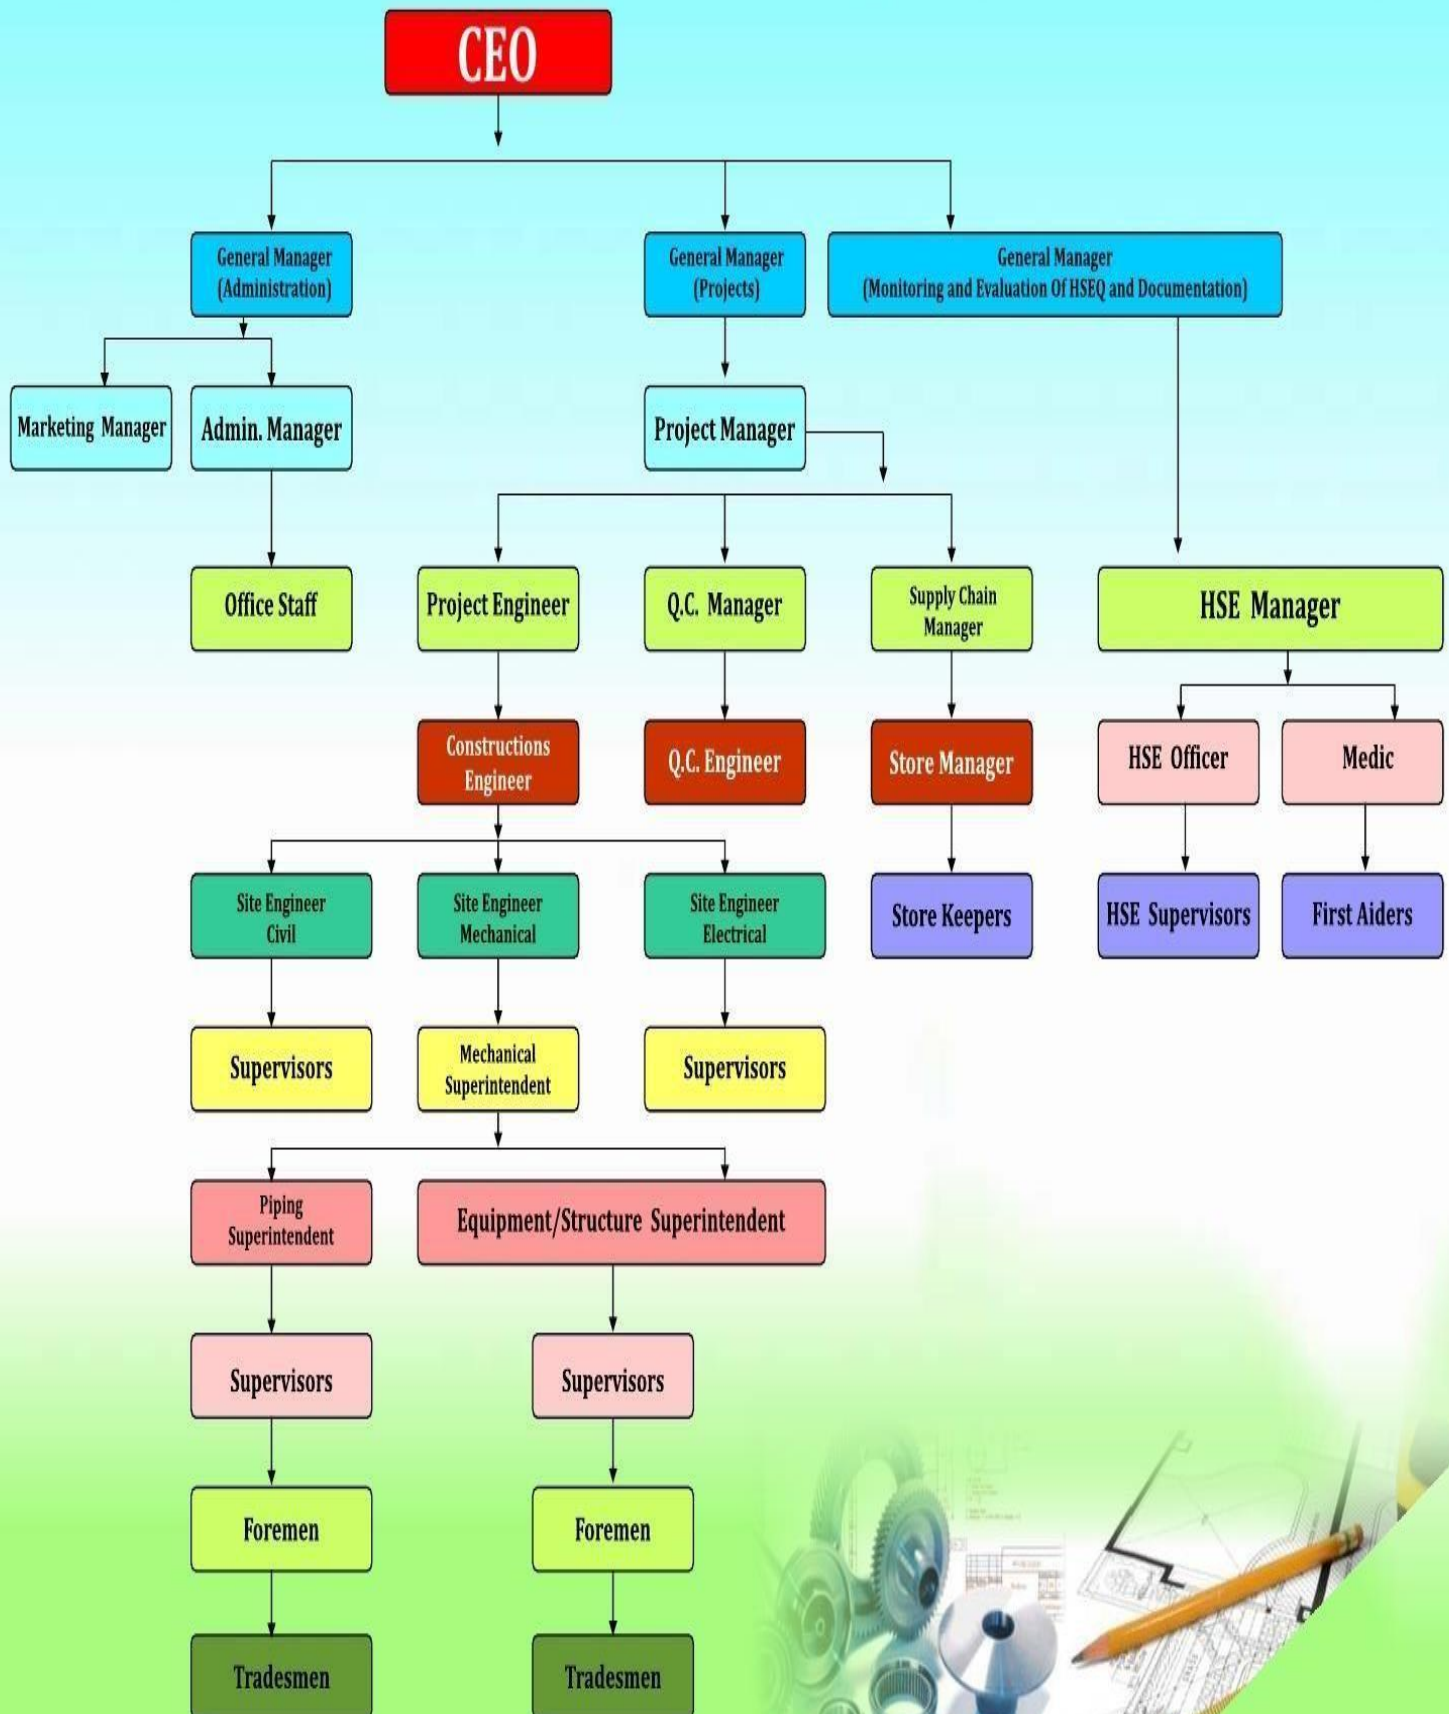 CEO
General Manager
(Administration)
General Manager
(Projects)
General Manager
(Monitoring and Evaluation Of HSEQ and Documentation)
Marketing Manager
Admin. Manager
Project Manager
Office Staff
Project Engineer
Q.C. Manager
Supply Chain
Manager
HSE Manager
Constructions
Engineer
Q.C. Engineer
Store Manager
HSE Officer
Medic
Site Engineer
Civil
Site Engineer
Mechanical
Site Engineer
Electrical
Store Keepers
HSE Supervisors
First Aiders
Supervisors
Mechanical
Superintendent
Supervisors
Piping
Superintendent
Equipment/Structure Superintendent
Supervisors
Supervisors
Foremen
Foremen
Tradesmen
Tradesmen